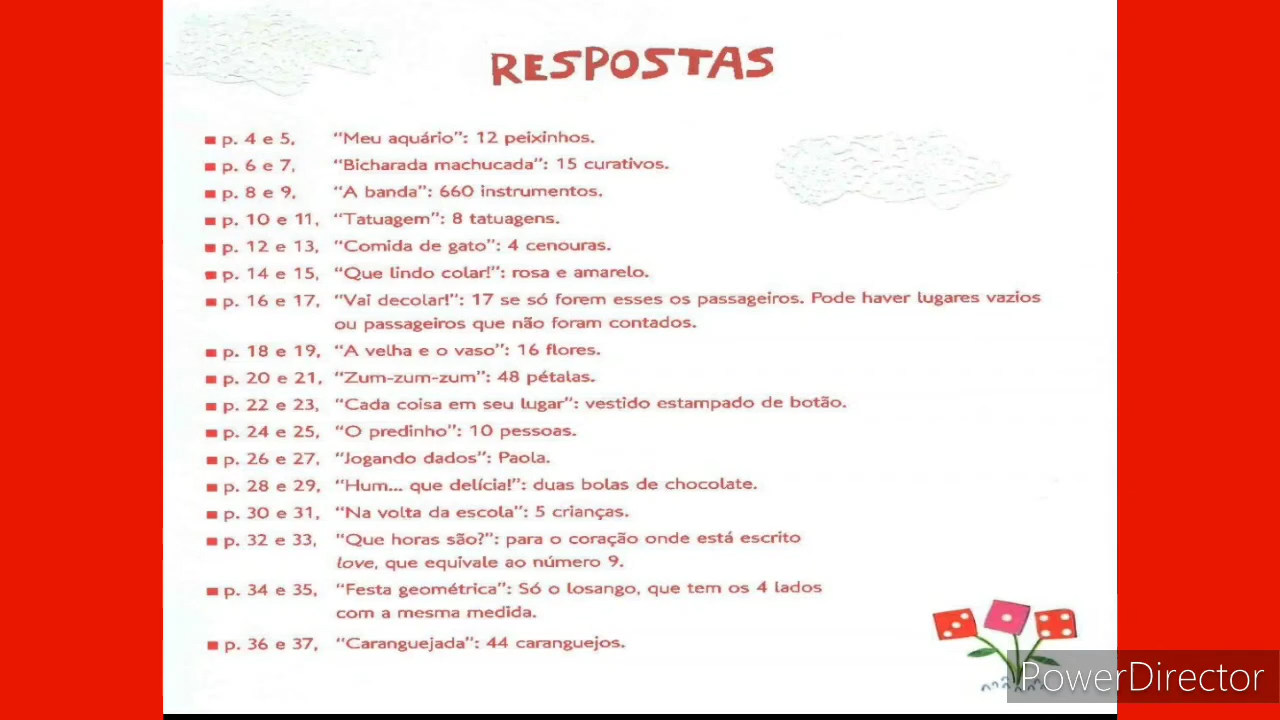 RESPOSTAS
p. 4 e 5, "Meu aquário": 12 peixinhos.
p. 6 e 7, "Bicharada machucada": 15 curativos.
p. 8 e 9, "A banda": 660 instrumentos.
p. 10 e 11, "Tatuagem": 8 tatuagens.
p. 12 e 13, "Comida de gato": 4 cenouras.
p. 14 e 15, "Que lindo colar!": rosa e amarelo.
p. 16 e 17, "Vai decolar!": 17 se só forem esses os passageiros. Pode haver lugares vazios
ou passageiros que não foram contados.
p. 18 e 19, "A velha e o vaso": 16 flores.
p. 20 e 21, "Zum-zum-zum": 48 pétalas.
p. 22 e 23, "Cada coisa em seu lugar": vestido estampado de botão.
p. 24 e 25, "O predinho": 10 pessoas.
p. 26 e 27, "Jogando dados": Paola.
p. 28 e 29, "Hum... que delícia!": duas bolas de chocolate.
p. 30 e 31, "Na volta da escola": 5 crianças.
p. 32 e 33, "Que horas são?": para o coração onde está escrito
love, que equivale ao número 9.
p. 34 e 35, "Festa geométrica": Só o losango, que tem os 4 lados
com a mesma medida.
p. 36 e 37, "Caranguejada": 44 caranguejos.
PowerDirector